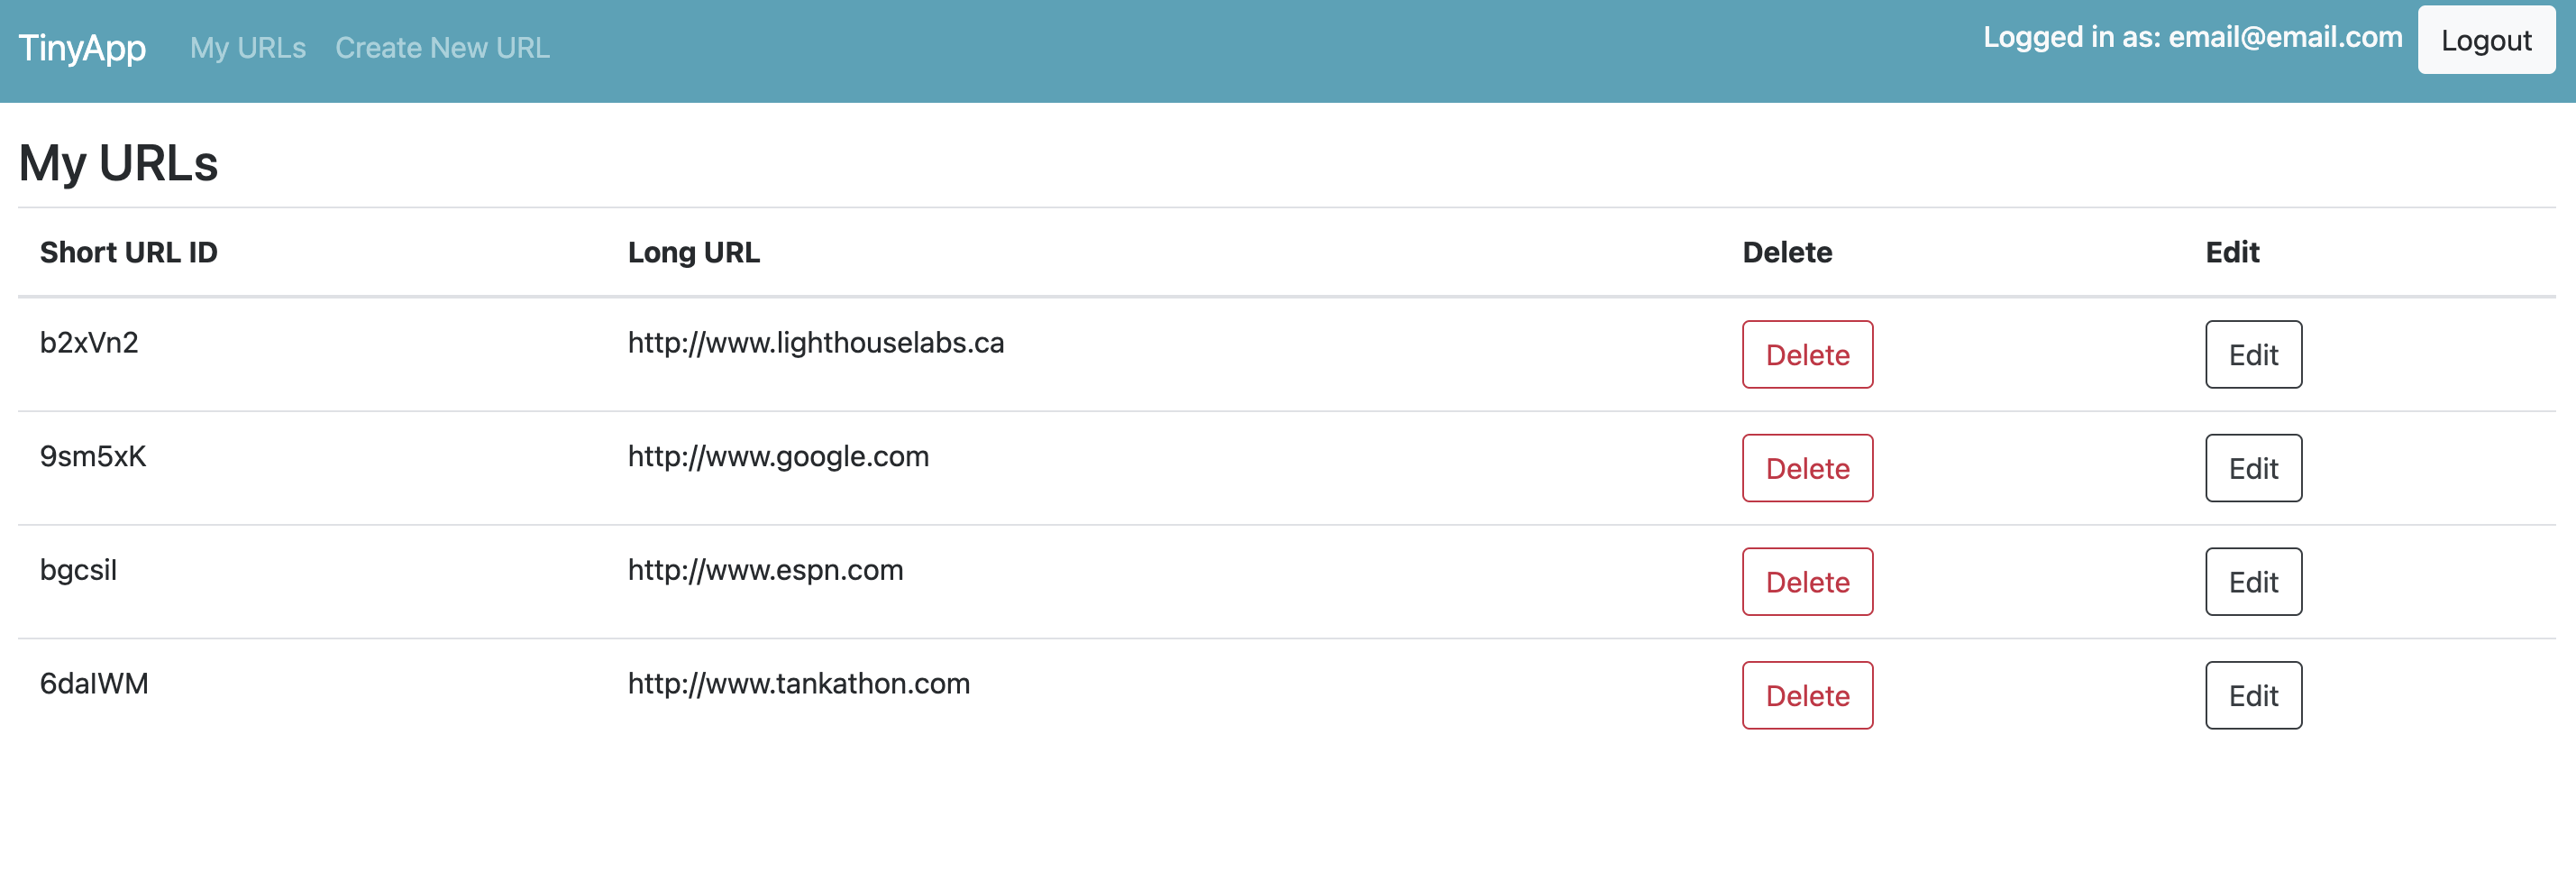 TinyApp My URLs Create New URL Logged in as: email@email.com Logout
My URLs
Short URL ID Long URL Delete Edit
b2xVn2 http://www.lighthouselabs.ca Delete Edit
9sm5xK http://www.google.com Delete Edit
bgcsil http://www.espn.com Delete Edit
6dalWM http://www.tankathon.com Delete Edit